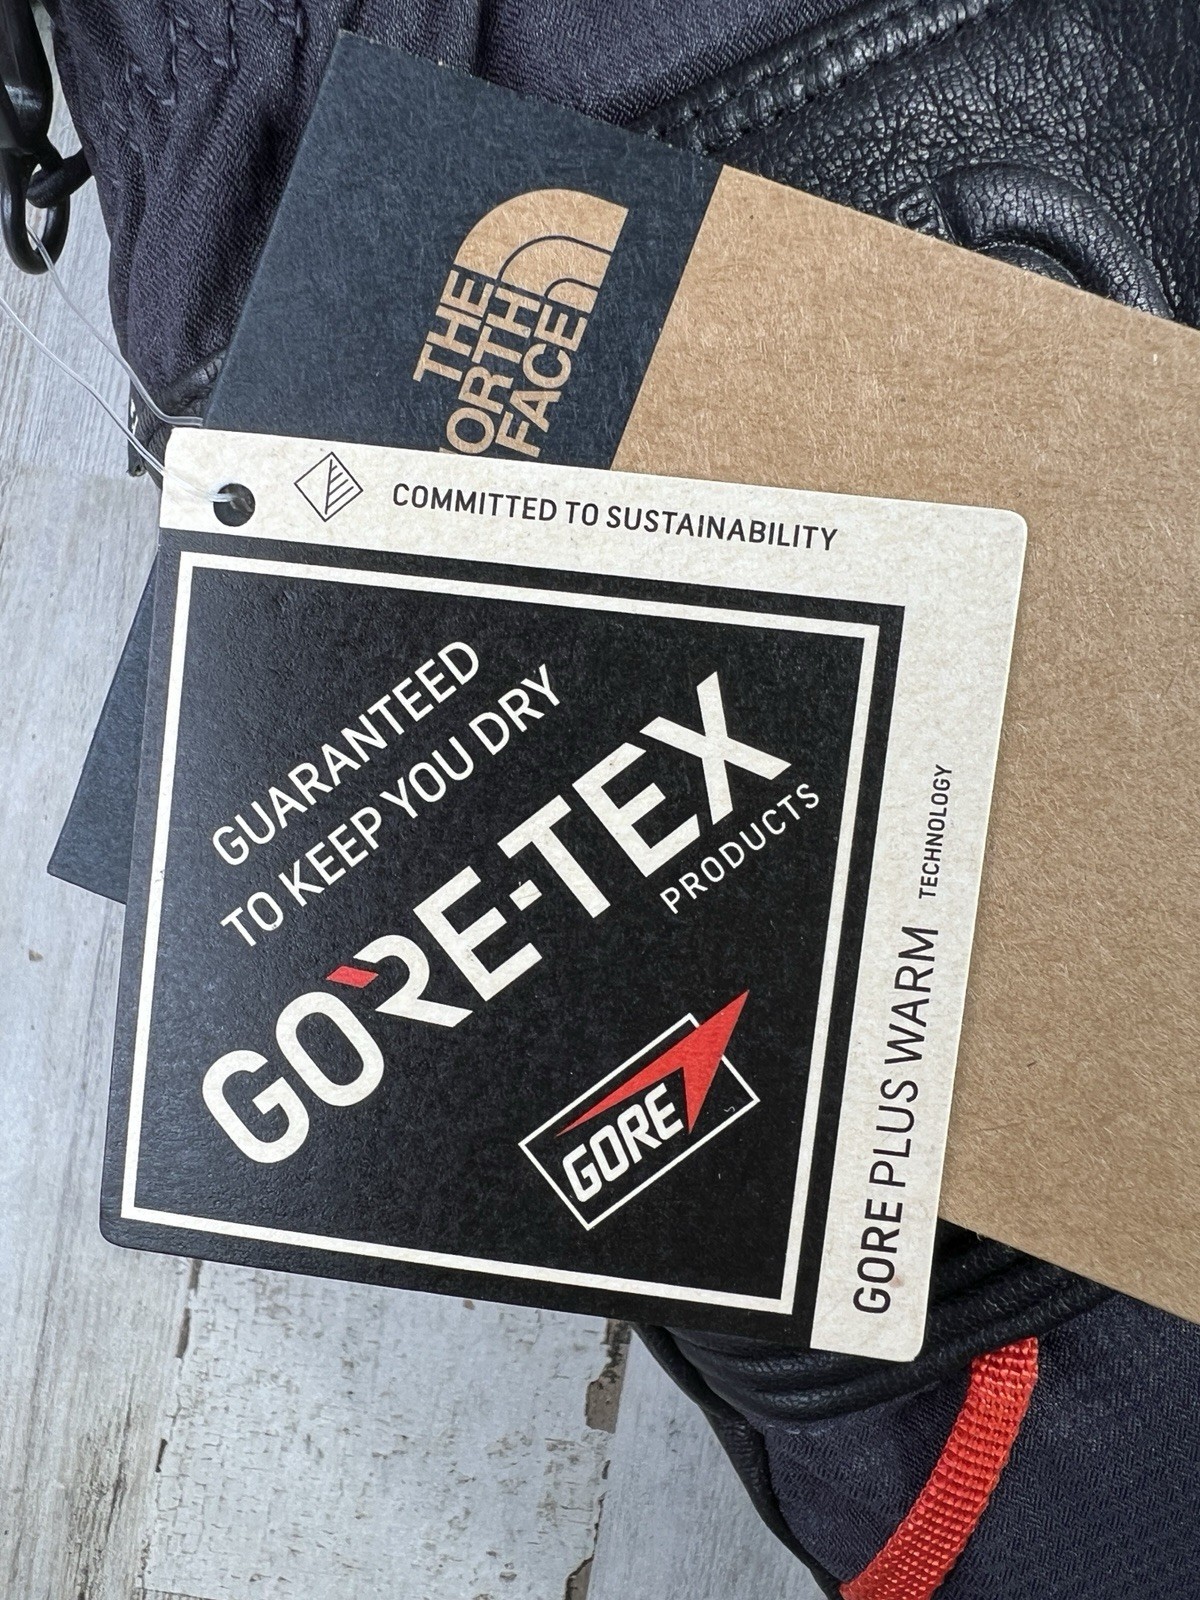 THE
NORTH
FACE
COMMITTED TO SUSTAINABILITY
GUARANTEED
TO KEEP YOU DRY
GORE-TEX
PRODUCTS
GORE
GORE PLUS WARM TECHNOLOGY